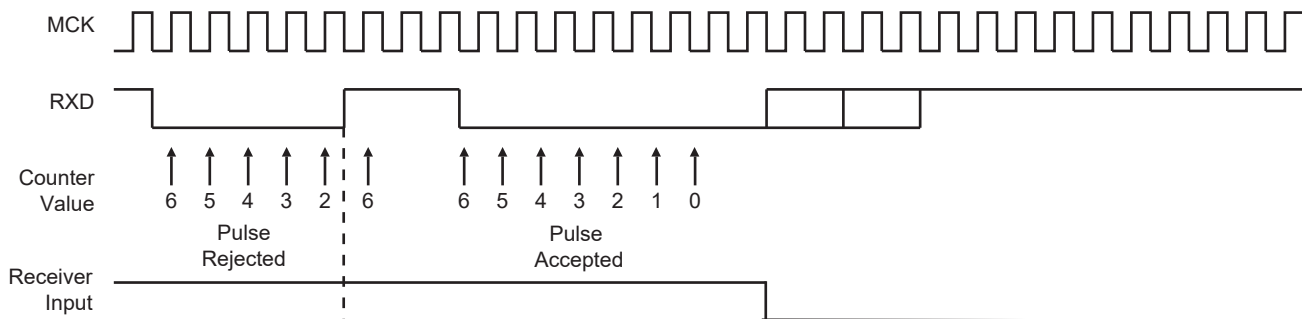 MCK
RXD
Counter
Value
6 5 4 3 2 6 6 5 4 3 2 1 0
Pulse
Rejected
Pulse
Accepted
Receiver
Input